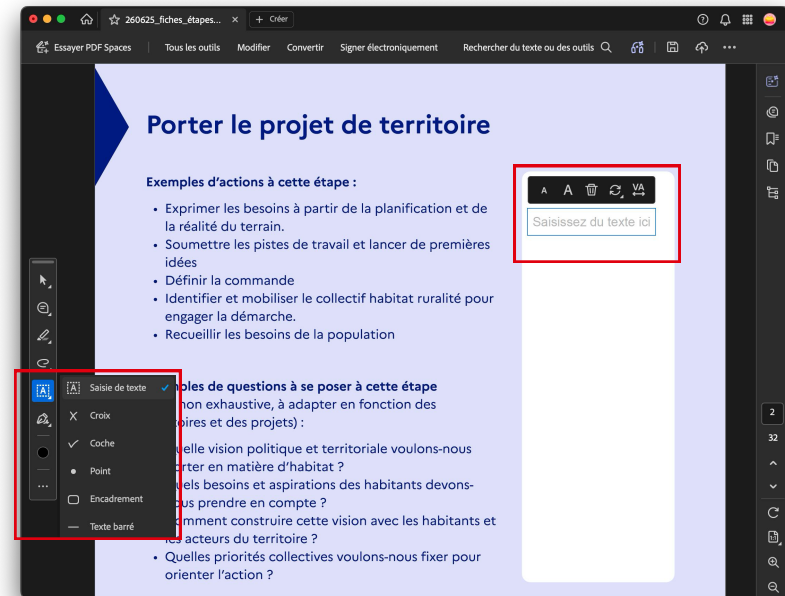 260625_fiches_étapes...
+ Créer
Essayer PDF Spaces
Tous les outils
Modifier
Convertir
Signer électroniquement
Rechercher du texte ou des outils
Porter le projet de territoire
Exemples d'actions à cette étape :
• Exprimer les besoins à partir de la planification et de
la réalité du terrain.
• Soumettre les pistes de travail et lancer de premières
idées
• Définir la commande
• Identifier et mobiliser le collectif habitat ruralité pour
engager la démarche.
• Recueillir les besoins de la population
A A VA
Saisissez du texte ici
Saisie de texte
Croix
Coche
Point
Encadrement
Texte barré
ples de questions à se poser à cette étape
non exhaustive, à adapter en fonction des
oires et des projets) :
uelle vision politique et territoriale voulons-nous
rter en matière d'habitat ?
uels besoins et aspirations des habitants devons-
us prendre en compte ?
omment construire cette vision avec les habitants et
les acteurs du territoire ?
• Quelles priorités collectives voulons-nous fixer pour
orienter l'action ?
2
32